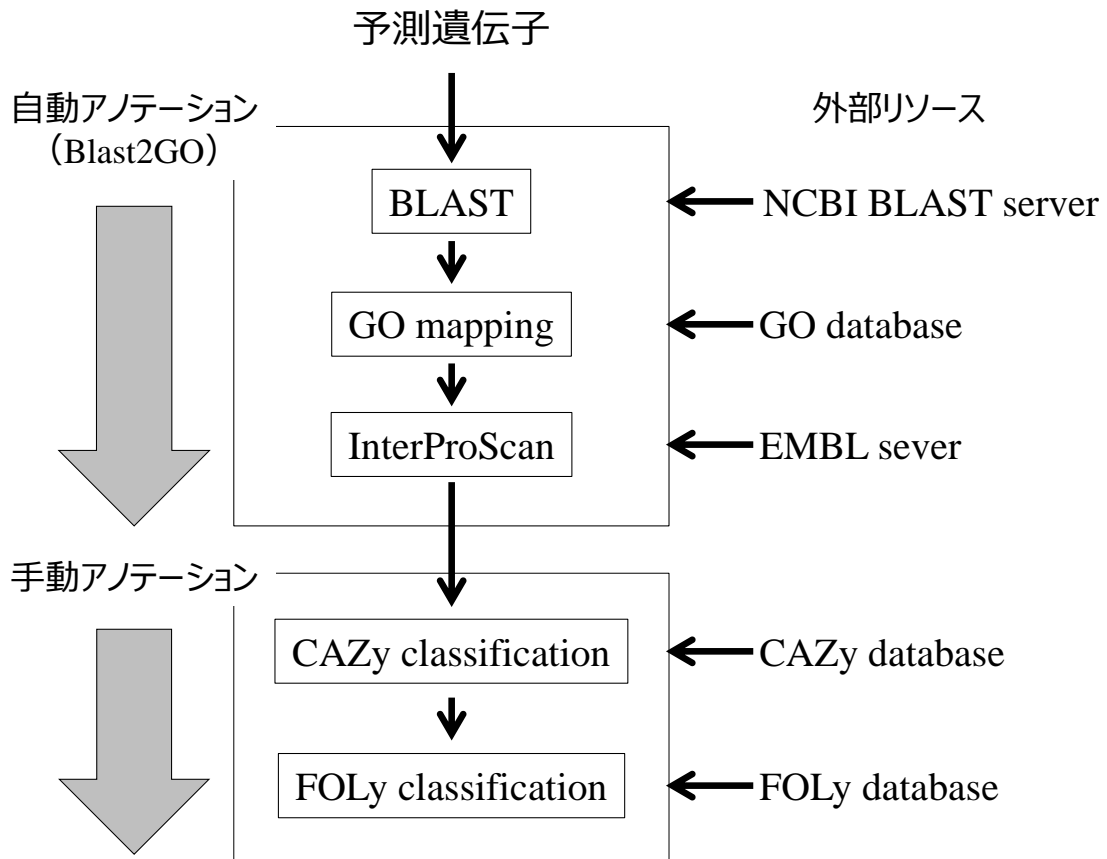 予測遺伝子
自動アノテーション
（Blast2GO）
外部リソース
BLAST
NCBI BLAST server
GO mapping
GO database
InterProScan
EMBL sever
手動アノテーション
CAZy classification
CAZy database
FOLy classification
FOLy database